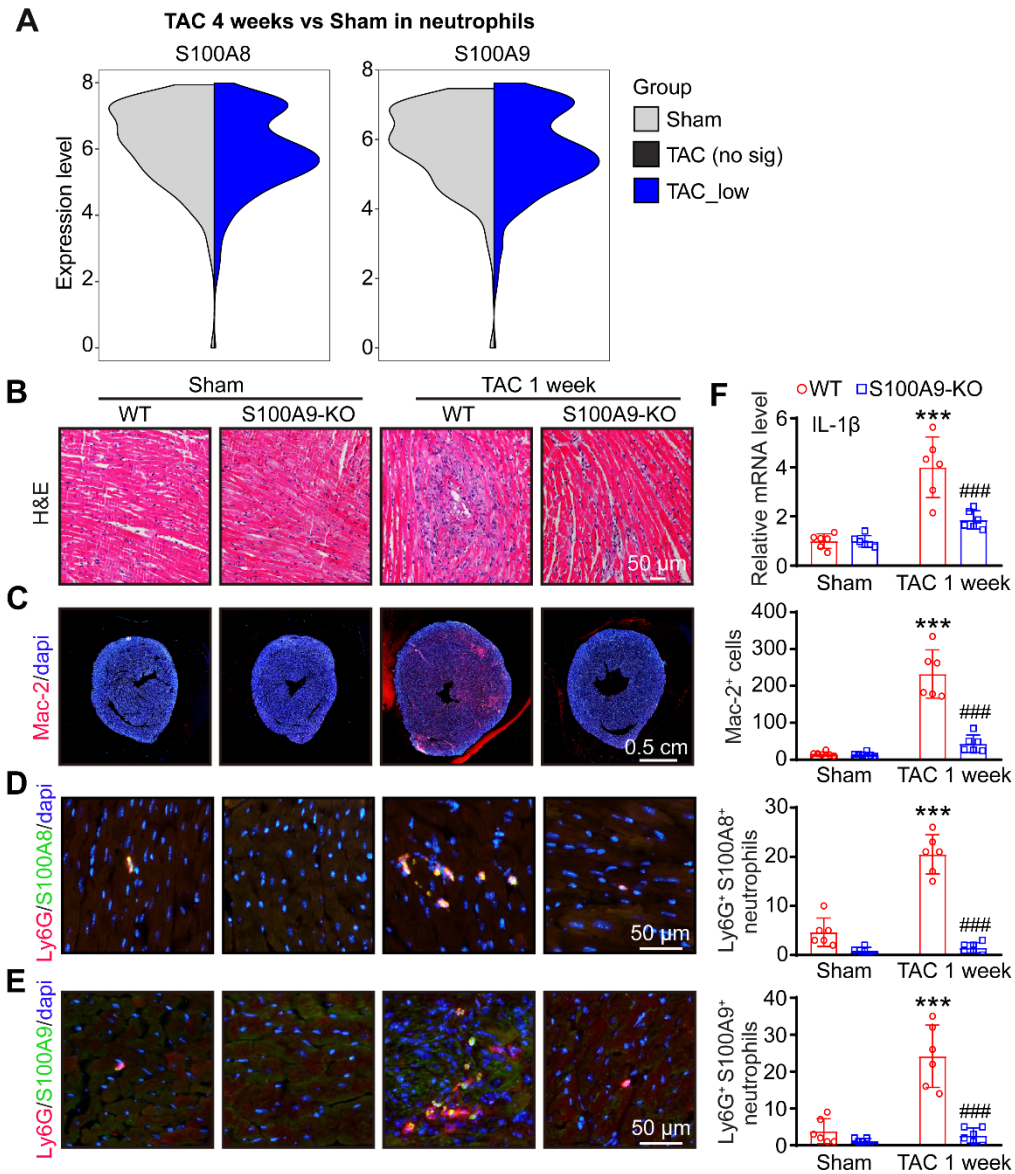 A
TAC 4 weeks vs Sham in neutrophils
S100A8
S100A9
Expression level
8
6
4
2
0
8
6
4
2
0
Group
Sham
TAC (no sig)
TAC_low
B
Sham
TAC 1 week
WT
S100A9-KO
WT
S100A9-KO
H&E
50 µm
C
Mac-2/dapi
0.5 cm
D
Ly6G/S100A8/dapi
50 µm
E
Ly6G/S100A9/dapi
50 µm
F
WT
S100A9-KO
Relative mRNA level
IL-1β
6
4
2
0
***
###
Sham
TAC 1 week
Mac-2⁺ cells
400
300
200
100
0
***
###
Sham
TAC 1 week
Ly6G⁺ S100A8⁺
neutrophils
30
20
10
0
***
###
Sham
TAC 1 week
Ly6G⁺ S100A9⁺
neutrophils
40
30
20
10
0
***
###
Sham
TAC 1 week